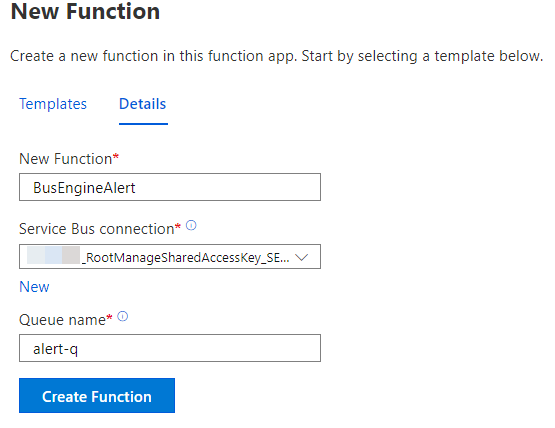 New Function
Create a new function in this function app. Start by selecting a template below.
Templates Details
New Function*
BusEngineAlert
Service Bus connection*
_RootManageSharedAccessKey_SE...
New
Queue name*
alert-q
Create Function